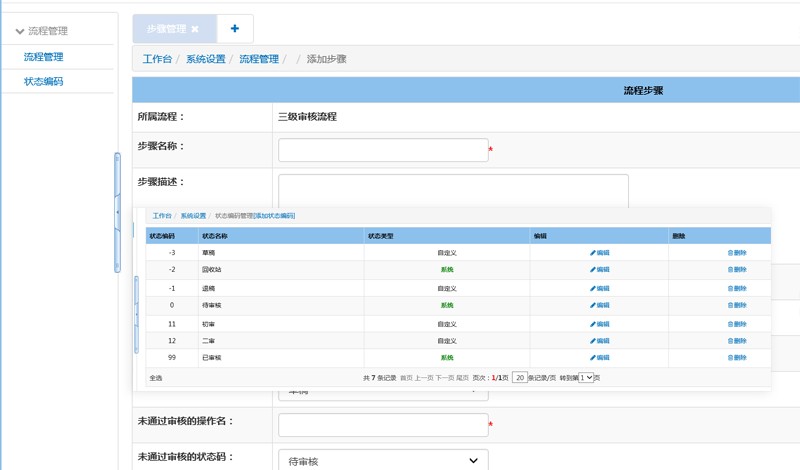 流程管理
流程管理
状态编码
步骤管理 ✖ ✚
工作台 / 系统设置 / 流程管理 / / 添加步骤
流程步骤
所属流程： 三级审核流程
步骤名称： *
步骤描述：
工作台 / 系统设置 / 状态编码管理[添加状态编码]
状态编码 状态名称 状态类型 编辑 删除
-3 草稿 自定义 编辑 删除
-2 回收站 系统 编辑 删除
-1 退稿 自定义 编辑 删除
0 待审核 系统 编辑 删除
11 初审 自定义 编辑 删除
12 二审 自定义 编辑 删除
99 已审核 系统 编辑 删除
全选 共 7 条记录 首页 上一页 下一页 尾页 页次：1/1页 20 条记录/页 转到第 1 页
未通过审核的操作名： *
未通过审核的状态码： 待审核